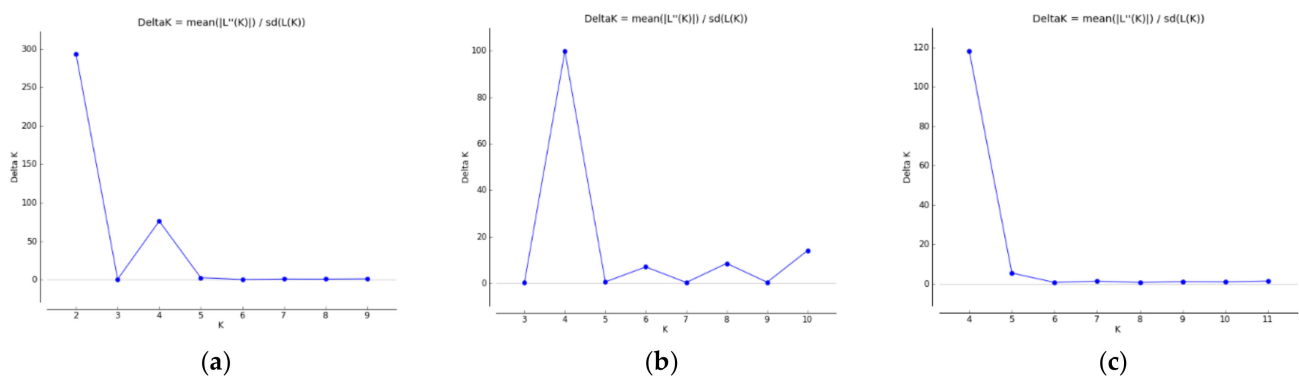 DeltaK = mean(|L''(K)|) / sd(L(K))
300
250
200
150
100
50
0
Delta K
2 3 4 5 6 7 8 9
K
(a)
DeltaK = mean(|L''(K)|) / sd(L(K))
100
80
60
40
20
0
Delta K
3 4 5 6 7 8 9 10
K
(b)
DeltaK = mean(|L''(K)|) / sd(L(K))
120
100
80
60
40
20
0
Delta K
4 5 6 7 8 9 10 11
K
(c)